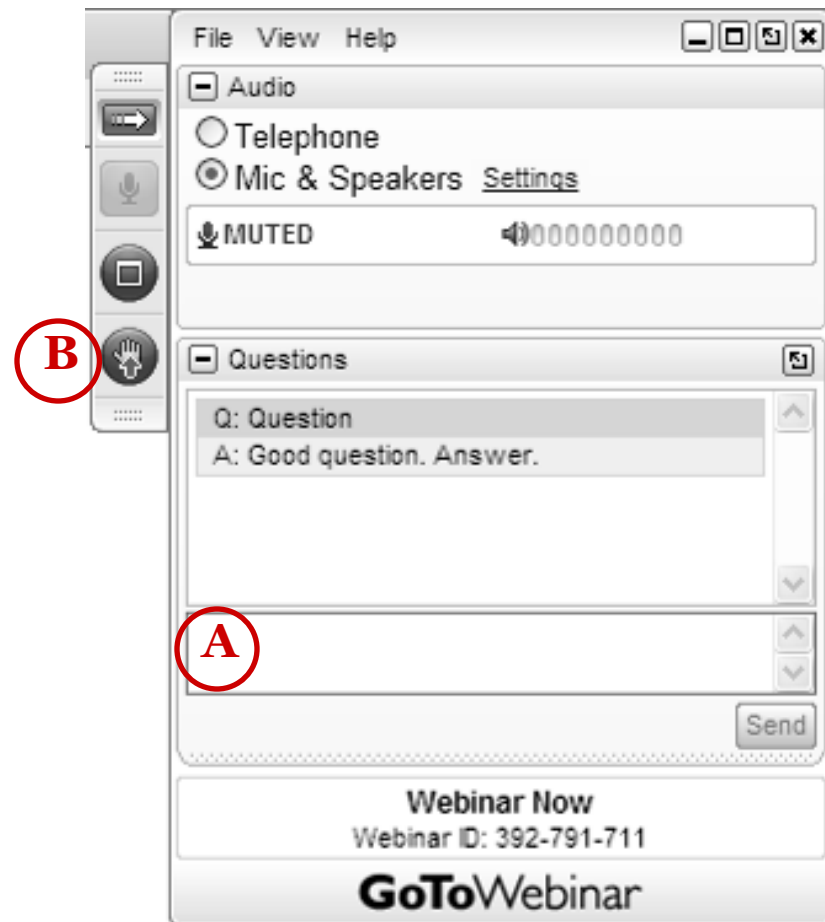 File View Help
Audio
Telephone
Mic & Speakers Settings
MUTED
B
Questions
Q: Question
A: Good question. Answer.
A
Send
Webinar Now
Webinar ID: 392-791-711
GoToWebinar